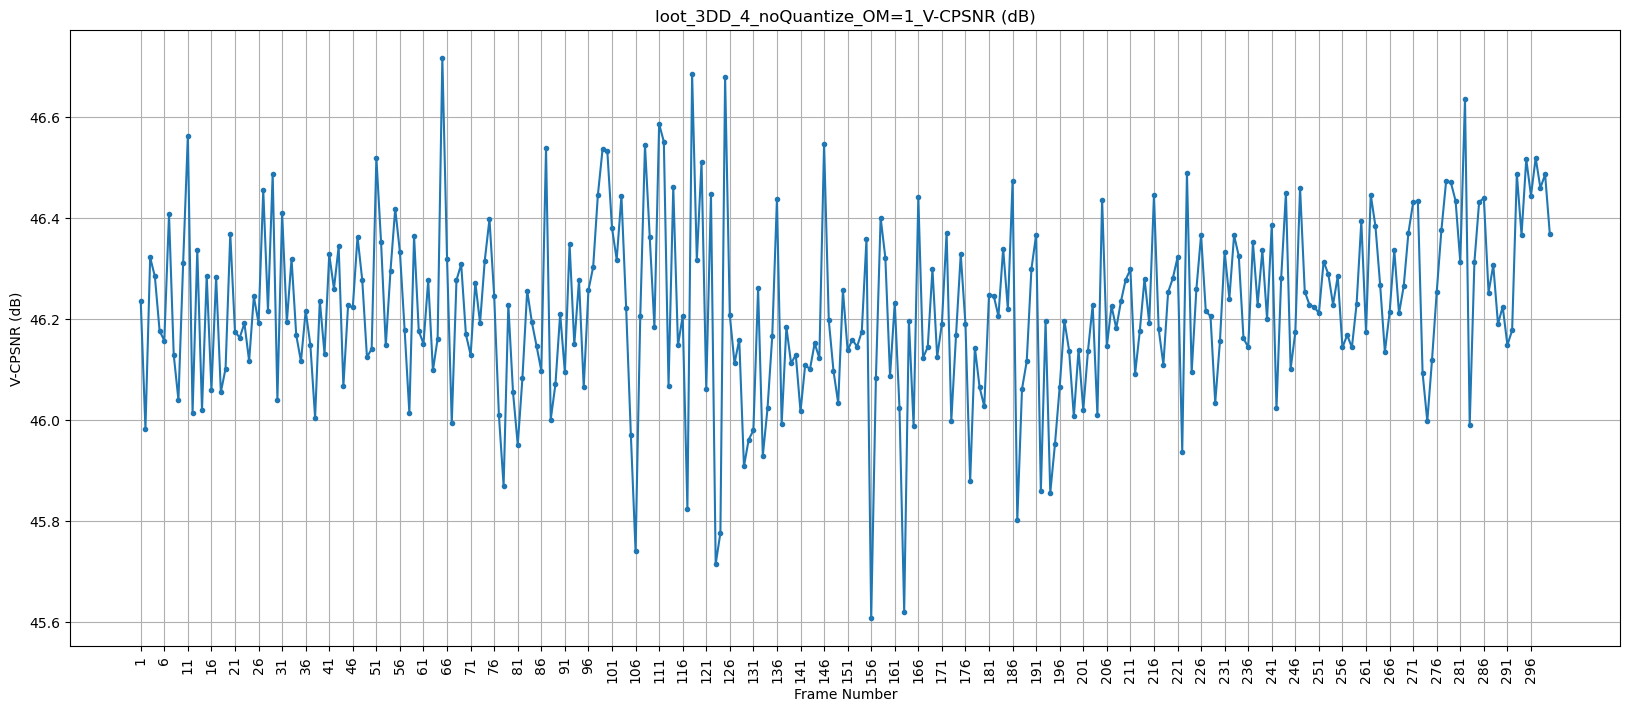 loot_3DD_4_noQuantize_OM=1_V-CPSNR (dB)
V-CPSNR (dB)
46.6
46.4
46.2
46.0
45.8
45.6
1 6 11 16 21 26 31 36 41 46 51 56 61 66 71 76 81 86 91 96 101 106 111 116 121 126 131 136 141 146 151 156 161 166 171 176 181 186 191 196 201 206 211 216 221 226 231 236 241 246 251 256 261 266 271 276 281 286 291 296
Frame Number